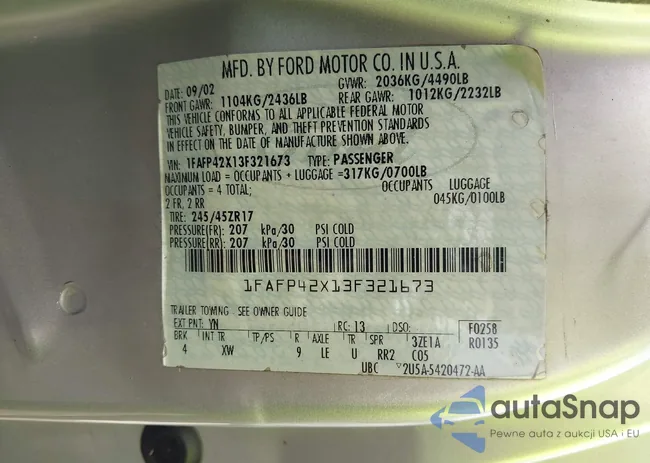 MFD. BY FORD MOTOR CO. IN U.S.A.
DATE: 09/02 GVWR: 2036KG/4490LB
FRONT GAWR: 1104KG/2436LB REAR GAWR: 1012KG/2232LB
THIS VEHICLE CONFORMS TO ALL APPLICABLE FEDERAL MOTOR
VEHICLE SAFETY, BUMPER, AND THEFT PREVENTION STANDARDS
IN EFFECT ON THE DATE OF MANUFACTURE SHOWN ABOVE.
VIN: 1FAFP42X13F321673 TYPE: PASSENGER
MAXIMUM LOAD = OCCUPANTS + LUGGAGE = 317KG/0700LB
OCCUPANTS = 4 TOTAL; OCCUPANTS LUGGAGE
2 FR, 2 RR 045KG/0100LB
TIRE: 245/45ZR17
PRESSURE(FR): 207 kPa/30 PSI COLD
PRESSURE(RR): 207 kPa/30 PSI COLD
1FAFP42X13F321673
TRAILER TOWING SEE OWNER GUIDE
EXT PNT: YN RC: 13 DSO: F0258
BRK INT TR TP/PS R AXLE TR SPR 3ZE1A R0135
4 XW 9 LE U RR2 C05
UBC 2U5A-5420472-AA
autaSnap
Pewne auta z aukcji USA i EU